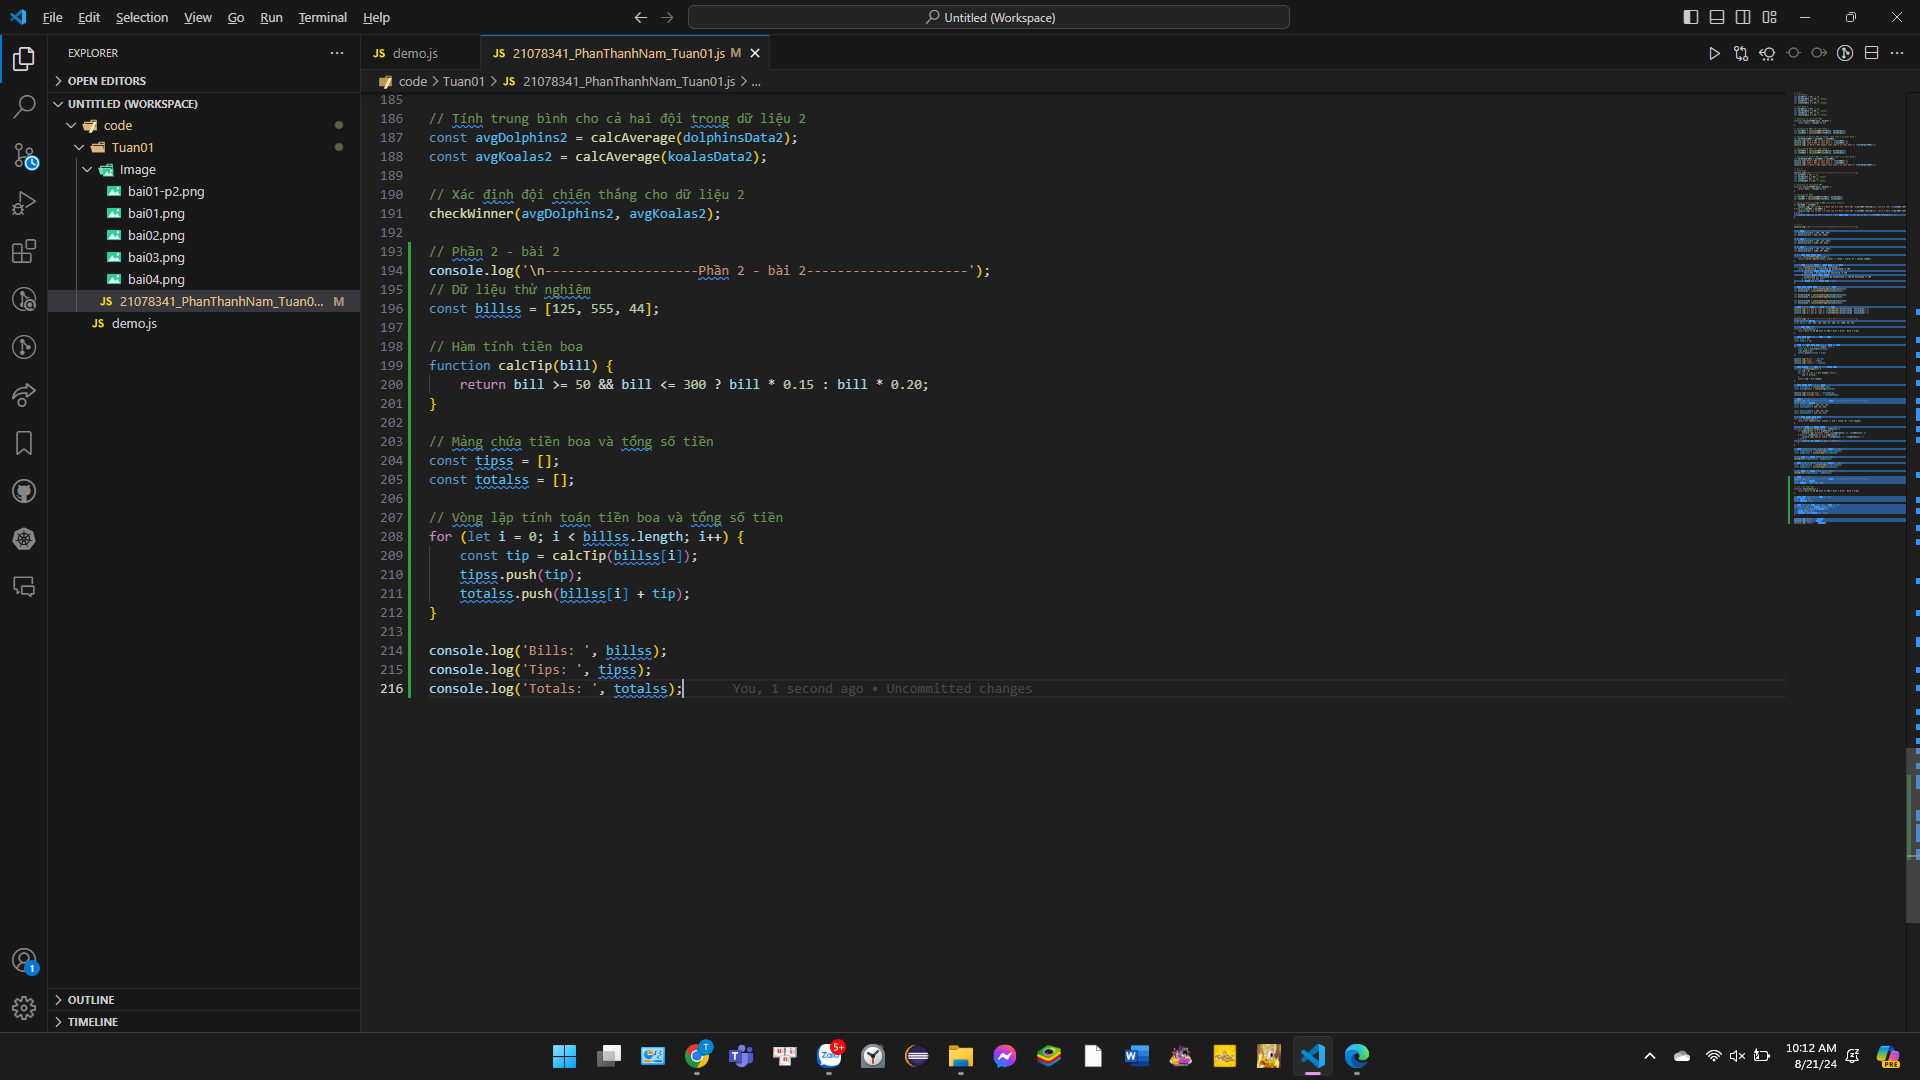 File Edit Selection View Go Run Terminal Help
Untitled (Workspace)
EXPLORER
OPEN EDITORS
UNTITLED (WORKSPACE)
code
Tuan01
Image
bai01-p2.png
bai01.png
bai02.png
bai03.png
bai04.png
JS 21078341_PhanThanhNam_Tuan0... M
JS demo.js
OUTLINE
TIMELINE
1
JS demo.js
JS 21078341_PhanThanhNam_Tuan01.js M
code > Tuan01 > JS 21078341_PhanThanhNam_Tuan01.js > ...
185
186 // Tính trung bình cho cả hai đội trong dữ liệu 2
187 const avgDolphins2 = calcAverage(dolphinsData2);
188 const avgKoalas2 = calcAverage(koalasData2);
189
190 // Xác định đội chiến thắng cho dữ liệu 2
191 checkWinner(avgDolphins2, avgKoalas2);
192
193 // Phần 2 - bài 2
194 console.log('\n--------------------Phần 2 - bài 2---------------------');
195 // Dữ liệu thử nghiệm
196 const billss = [125, 555, 44];
197
198 // Hàm tính tiền boa
199 function calcTip(bill) {
200 return bill >= 50 && bill <= 300 ? bill * 0.15 : bill * 0.20;
201 }
202
203 // Mảng chứa tiền boa và tổng số tiền
204 const tipss = [];
205 const totalss = [];
206
207 // Vòng lặp tính toán tiền boa và tổng số tiền
208 for (let i = 0; i < billss.length; i++) {
209 const tip = calcTip(billss[i]);
210 tipss.push(tip);
211 totalss.push(billss[i] + tip);
212 }
213
214 console.log('Bills: ', billss);
215 console.log('Tips: ', tipss);
216 console.log('Totals: ', totalss); You, 1 second ago • Uncommitted changes
T
Zalo
5+
W
10:12 AM
8/21/24
PRE